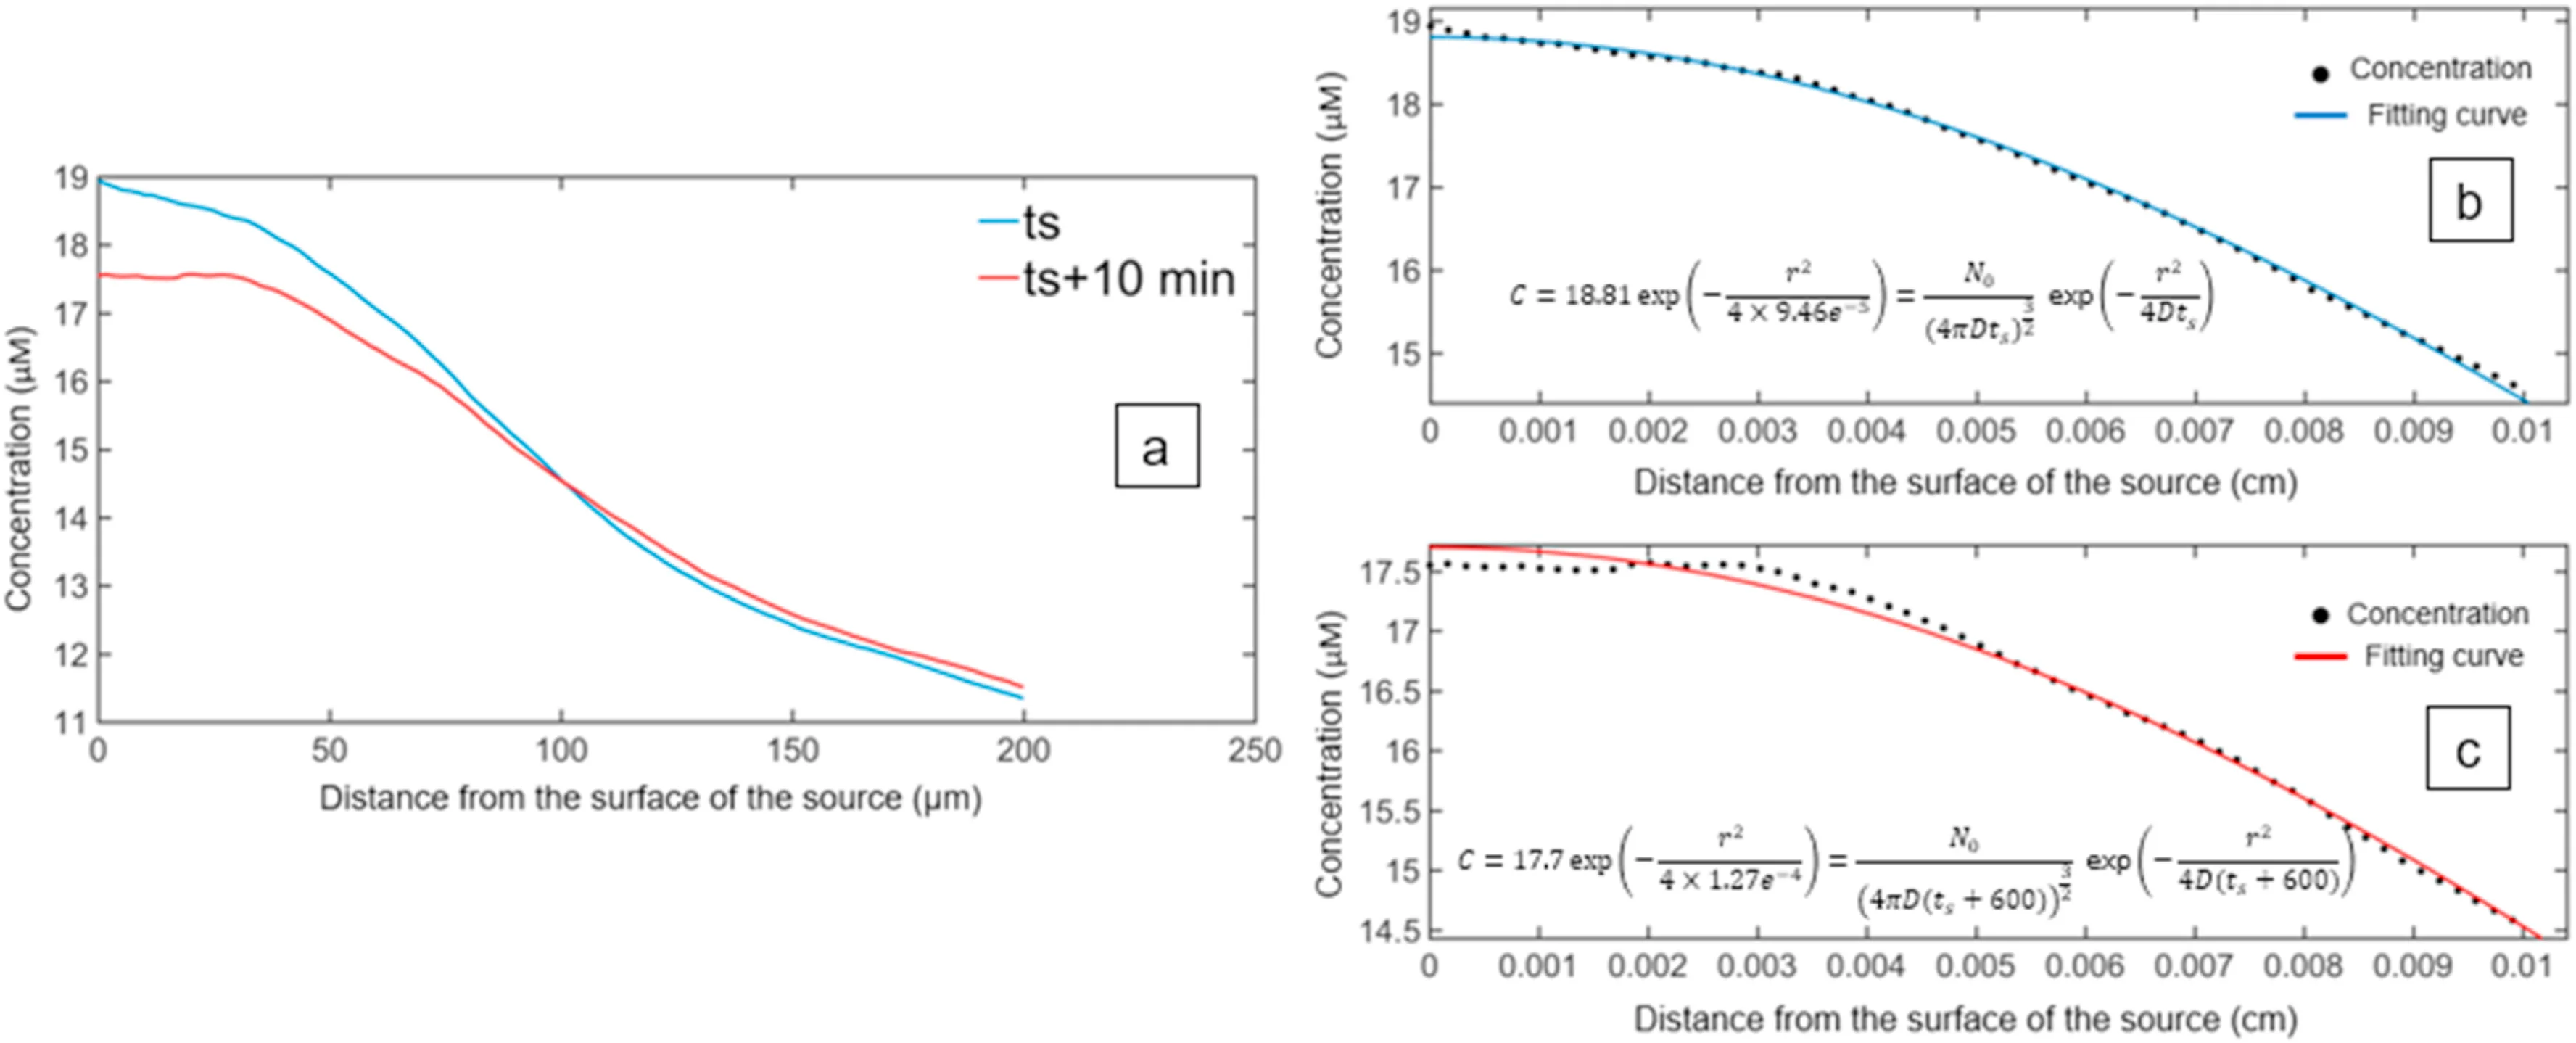 19
18
17
16
15
14
13
12
11
0 50 100 150 200 250
Concentration (µM)
Distance from the surface of the source (µm)
ts
ts+10 min
a
19
18
17
16
15
0 0.001 0.002 0.003 0.004 0.005 0.006 0.007 0.008 0.009 0.01
Concentration (µM)
Distance from the surface of the source (cm)
Concentration
Fitting curve
b
C = 18.81 exp(−r²/(4 × 9.46e⁻⁵)) = N₀/(4πDtₛ)^(3/2) exp(−r²/(4Dtₛ))
17.5
17
16.5
16
15.5
15
14.5
0 0.001 0.002 0.003 0.004 0.005 0.006 0.007 0.008 0.009 0.01
Concentration (µM)
Distance from the surface of the source (cm)
Concentration
Fitting curve
c
C = 17.7 exp(−r²/(4 × 1.27e⁻⁴)) = N₀/(4πD(tₛ + 600))^(3/2) exp(−r²/(4D(tₛ + 600)))